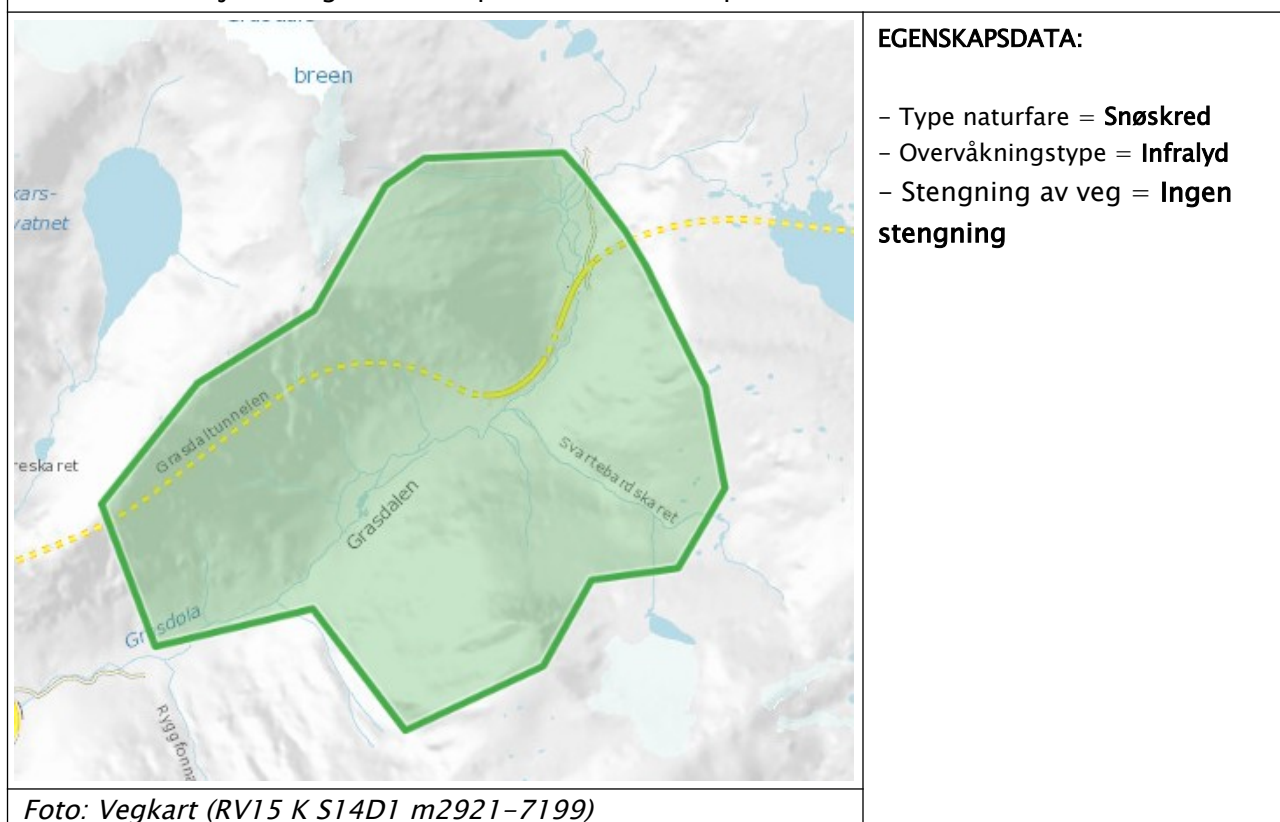 breen
EGENSKAPSDATA:
- Type naturfare = Snøskred
- Overvåkningstype = Infralyd
- Stengning av veg = Ingen
stengning
kars-
vatnet
Grasdaltunnelen
reskaret
Svartebardskaret
Grasdalen
Grasdøla
Ryggfonna
Foto: Vegkart (RV15 K S14D1 m2921-7199)